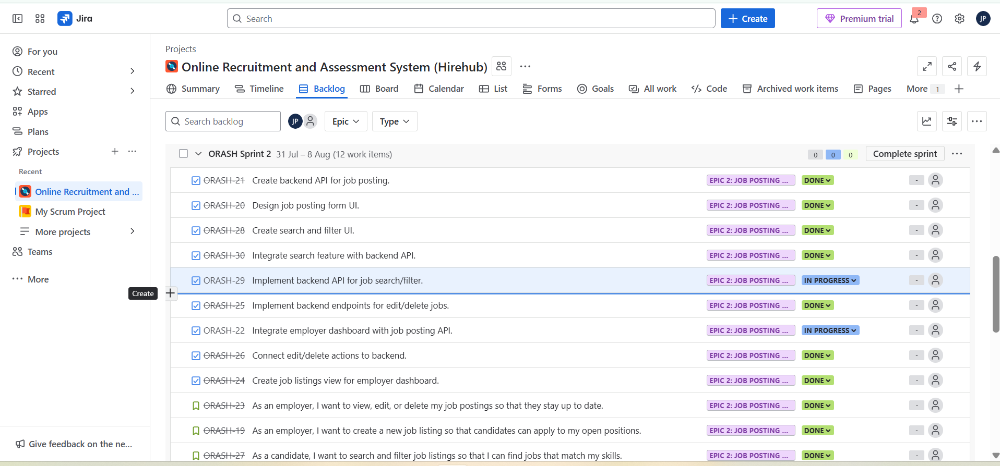 Jira
Search
Create
Premium trial
2
JP
For you
Recent
Starred
Apps
Plans
Projects
Recent
Online Recruitment and ...
My Scrum Project
More projects
Teams
More
Create
Give feedback on the ne...
Projects
Online Recruitment and Assessment System (Hirehub)
Summary Timeline Backlog Board Calendar List Forms Goals All work Code Archived work items Pages More 1
Search backlog JP Epic Type
ORASH Sprint 2 31 Jul – 8 Aug (12 work items) 0 0 0 Complete sprint
ORASH-21 Create backend API for job posting. EPIC 2: JOB POSTING ... DONE -
ORASH-20 Design job posting form UI. EPIC 2: JOB POSTING ... DONE -
ORASH-28 Create search and filter UI. EPIC 2: JOB POSTING ... DONE -
ORASH-30 Integrate search feature with backend API. EPIC 2: JOB POSTING ... DONE -
ORASH-29 Implement backend API for job search/filter. EPIC 2: JOB POSTING ... IN PROGRESS -
ORASH-25 Implement backend endpoints for edit/delete jobs. EPIC 2: JOB POSTING ... DONE -
ORASH-22 Integrate employer dashboard with job posting API. EPIC 2: JOB POSTING ... IN PROGRESS -
ORASH-26 Connect edit/delete actions to backend. EPIC 2: JOB POSTING ... DONE -
ORASH-24 Create job listings view for employer dashboard. EPIC 2: JOB POSTING ... DONE -
ORASH-23 As an employer, I want to view, edit, or delete my job postings so that they stay up to date. EPIC 2: JOB POSTING ... DONE -
ORASH-19 As an employer, I want to create a new job listing so that candidates can apply to my open positions. EPIC 2: JOB POSTING ... DONE -
ORASH-27 As a candidate, I want to search and filter job listings so that I can find jobs that match my skills. EPIC 2: JOB POSTING ... DONE -